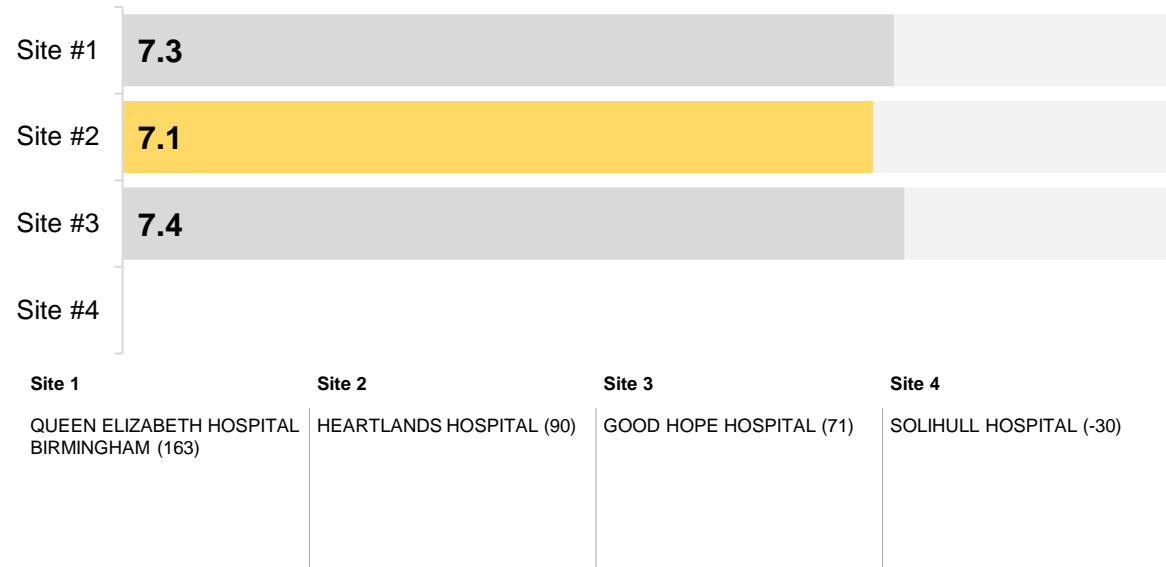 Site #1 7.3
Site #2 7.1
Site #3 7.4
Site #4
Site 1
QUEEN ELIZABETH HOSPITAL
BIRMINGHAM (163)
Site 2
HEARTLANDS HOSPITAL (90)
Site 3
GOOD HOPE HOSPITAL (71)
Site 4
SOLIHULL HOSPITAL (-30)